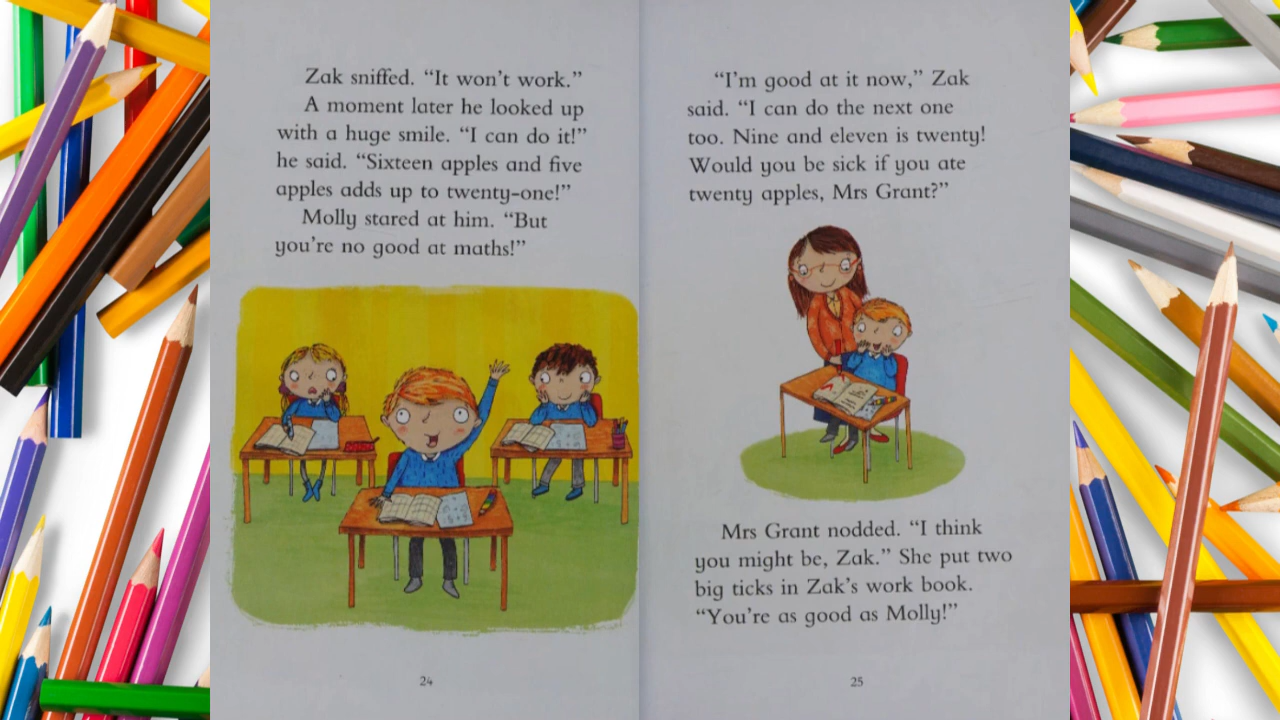 Zak sniffed. “It won’t work.”
A moment later he looked up
with a huge smile. “I can do it!”
he said. “Sixteen apples and five
apples adds up to twenty-one!”
Molly stared at him. “But
you’re no good at maths!”
24
“I’m good at it now,” Zak
said. “I can do the next one
too. Nine and eleven is twenty!
Would you be sick if you ate
twenty apples, Mrs Grant?”
Mrs Grant nodded. “I think
you might be, Zak.” She put two
big ticks in Zak’s work book.
“You’re as good as Molly!”
25